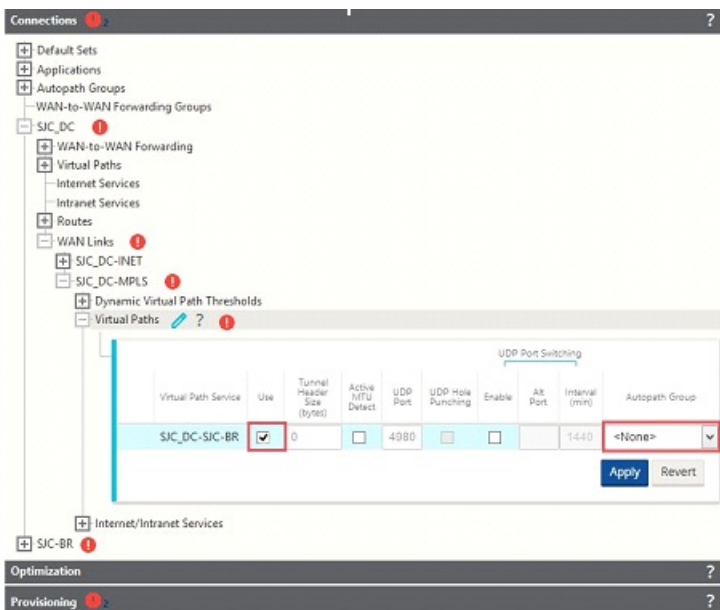 Connections ! 2 ?
Default Sets
Applications
Autopath Groups
WAN-to-WAN Forwarding Groups
SJC_DC !
WAN-to-WAN Forwarding
Virtual Paths
Internet Services
Intranet Services
Routes
WAN Links !
SJC_DC-INET
SJC_DC-MPLS !
Dynamic Virtual Path Thresholds
Virtual Paths ? !
UDP Port Switching
Virtual Path Service Use Tunnel Header Size (bytes) Active MTU Detect UDP Port UDP Hole Punching Enable Alt Port Interval (min) Autopath Group
SJC_DC-SJC-BR 0 4980 1440 <None>
Apply Revert
Internet/Intranet Services
SJC-BR !
Optimization ?
Provisioning ! 2 ?